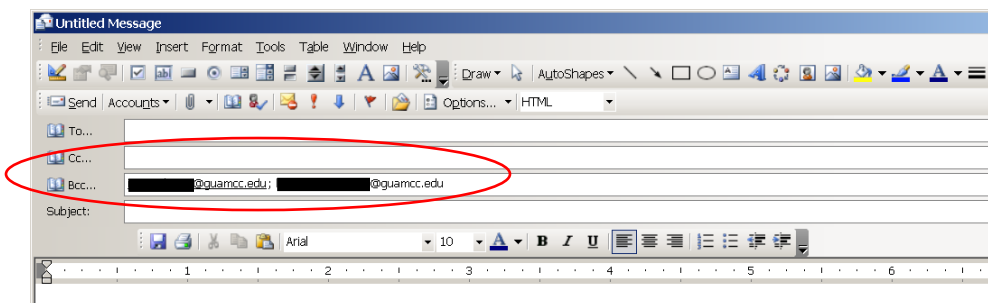 Untitled Message
File Edit View Insert Format Tools Table Window Help
Draw AutoShapes
Send Accounts Options... HTML
To...
Cc...
Bcc... @guamcc.edu; @guamcc.edu
Subject:
Arial 10 A B I U
1 2 3 4 5 6